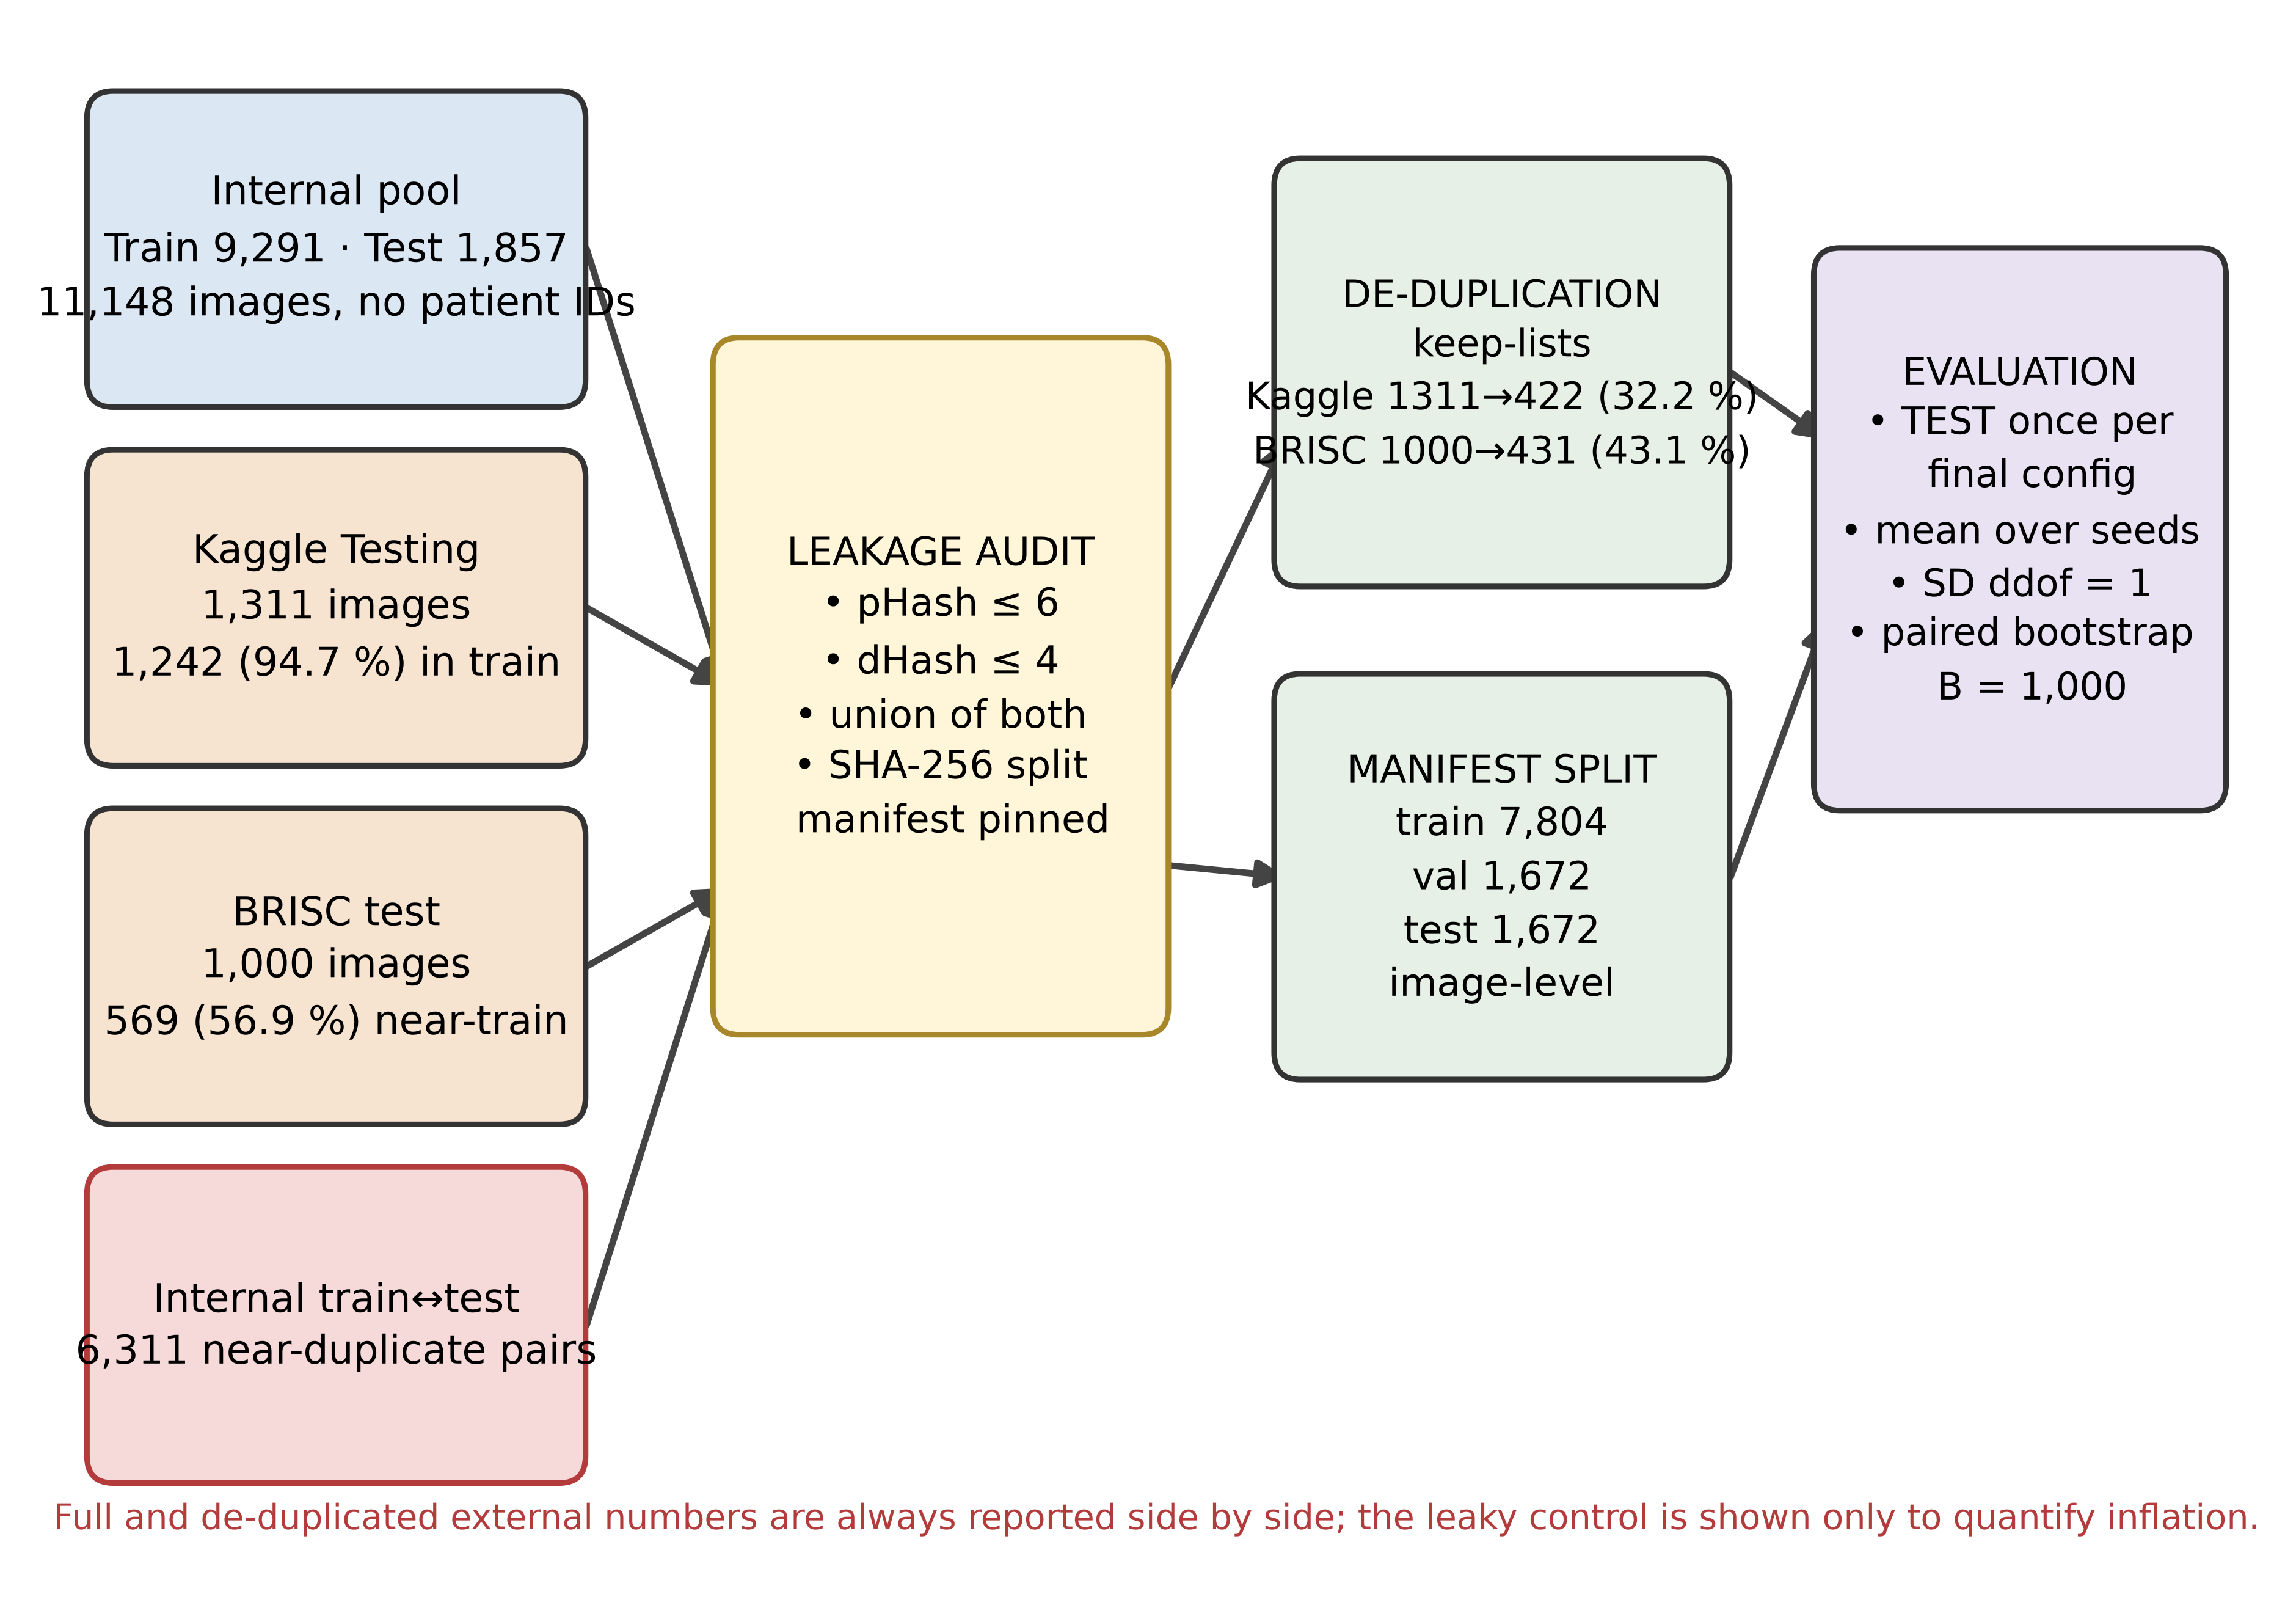 Internal pool
Train 9,291 · Test 1,857
11,148 images, no patient IDs
Kaggle Testing
1,311 images
1,242 (94.7 %) in train
BRISC test
1,000 images
569 (56.9 %) near-train
Internal train↔test
6,311 near-duplicate pairs
LEAKAGE AUDIT
• pHash ≤ 6
• dHash ≤ 4
• union of both
• SHA-256 split
manifest pinned
DE-DUPLICATION
keep-lists
Kaggle 1311→422 (32.2 %)
BRISC 1000→431 (43.1 %)
MANIFEST SPLIT
train 7,804
val 1,672
test 1,672
image-level
EVALUATION
• TEST once per
final config
• mean over seeds
• SD ddof = 1
• paired bootstrap
B = 1,000
Full and de-duplicated external numbers are always reported side by side; the leaky control is shown only to quantify inflation.